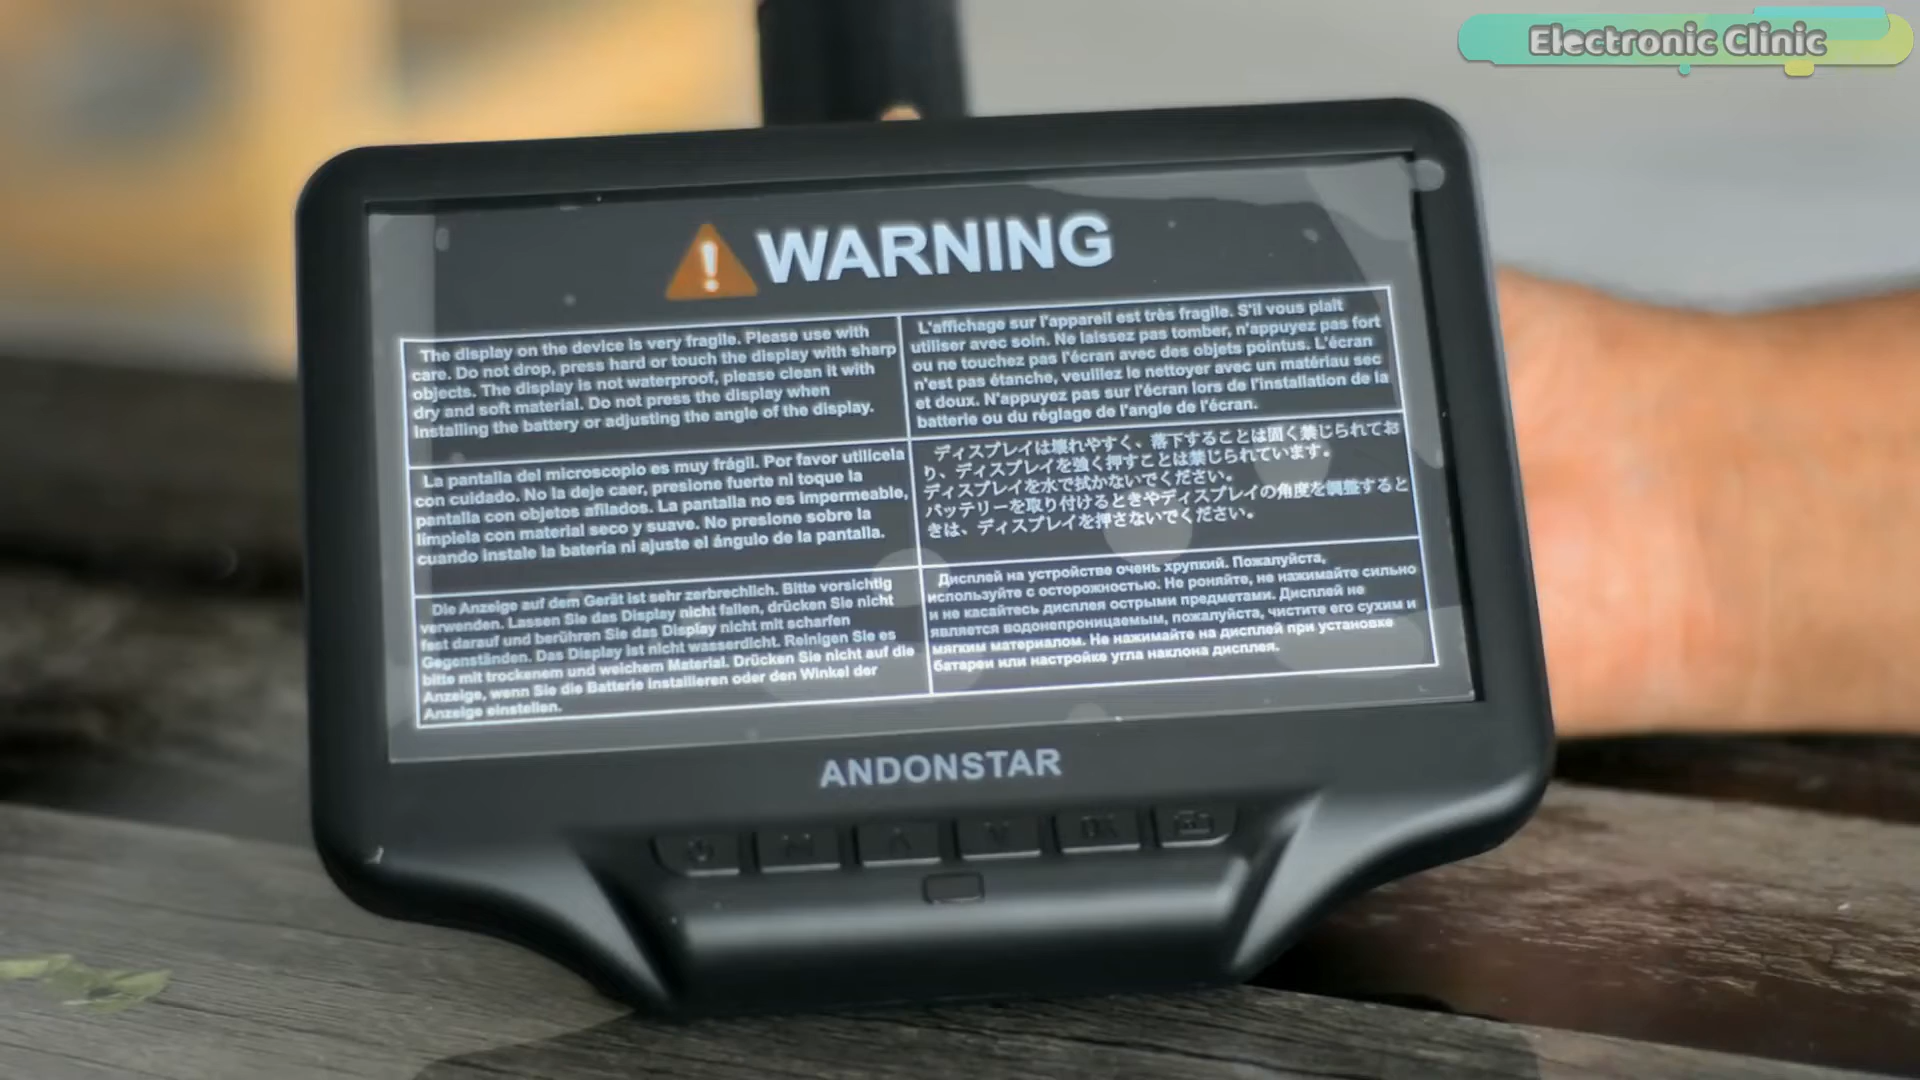 Electronic Clinic
WARNING
The display on the device is very fragile. Please use with
care. Do not drop, press hard or touch the display with sharp
objects. The display is not waterproof, please clean it with
dry and soft material. Do not press the display when
installing the battery or adjusting the angle of the display.
L'affichage sur l'appareil est très fragile. S'il vous plaît
utiliser avec soin. Ne laissez pas tomber, n'appuyez pas fort
ou ne touchez pas l'écran avec des objets pointus. L'écran
n'est pas étanche, veuillez le nettoyer avec un matériau sec
et doux. N'appuyez pas sur l'écran lors de l'installation de la
batterie ou du réglage de l'angle de l'écran.
La pantalla del microscopio es muy frágil. Por favor utilícela
con cuidado. No la deje caer, presione fuerte ni toque la
pantalla con objetos afilados. La pantalla no es impermeable,
límpiela con material seco y suave. No presione sobre la
cuando instale la batería ni ajuste el ángulo de la pantalla.
ディスプレイは壊れやすく、落下することは固く禁じられてお
り、ディスプレイを強く押すことは禁じられています。
ディスプレイを水で拭かないでください。
バッテリーを取り付けるときやディスプレイの角度を調整すると
きは、ディスプレイを押さないでください。
Die Anzeige auf dem Gerät ist sehr zerbrechlich. Bitte vorsichtig
verwenden. Lassen Sie das Display nicht fallen, drücken Sie nicht
fest darauf und berühren Sie das Display nicht mit scharfen
Gegenständen. Das Display ist nicht wasserdicht. Reinigen Sie es
bitte mit trockenem und weichem Material. Drücken Sie nicht auf die
Anzeige, wenn Sie die Batterie installieren oder den Winkel der
Anzeige einstellen.
Дисплей на устройстве очень хрупкий. Пожалуйста,
используйте с осторожностью. Не роняйте, не нажимайте сильно
и не касайтесь дисплея острыми предметами. Дисплей не
является водонепроницаемым, пожалуйста, чистите его сухим и
мягким материалом. Не нажимайте на дисплей при установке
батареи или настройке угла наклона дисплея.
ANDONSTAR
OK